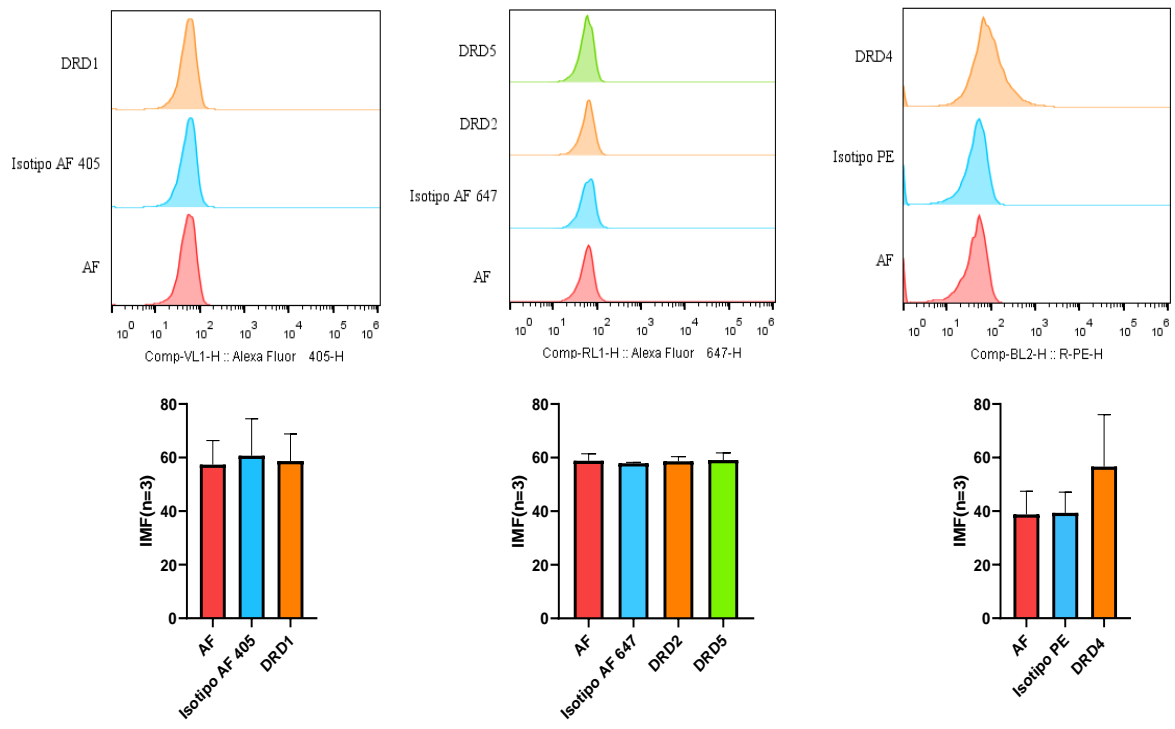 DRD1
Isotipo AF 405
AF
10^0 10^1 10^2 10^3 10^4 10^5 10^6
Comp-VL1-H :: Alexa Fluor 405-H
DRD5
DRD2
Isotipo AF 647
AF
10^0 10^1 10^2 10^3 10^4 10^5 10^6
Comp-RL1-H :: Alexa Fluor 647-H
DRD4
Isotipo PE
AF
10^0 10^1 10^2 10^3 10^4 10^5 10^6
Comp-BL2-H :: R-PE-H
80
60
40
20
0
IMF(n=3)
AF
Isotipo AF 405
DRD1
80
60
40
20
0
IMF(n=3)
AF
Isotipo AF 647
DRD2
DRD5
80
60
40
20
0
IMF(n=3)
AF
Isotipo PE
DRD4